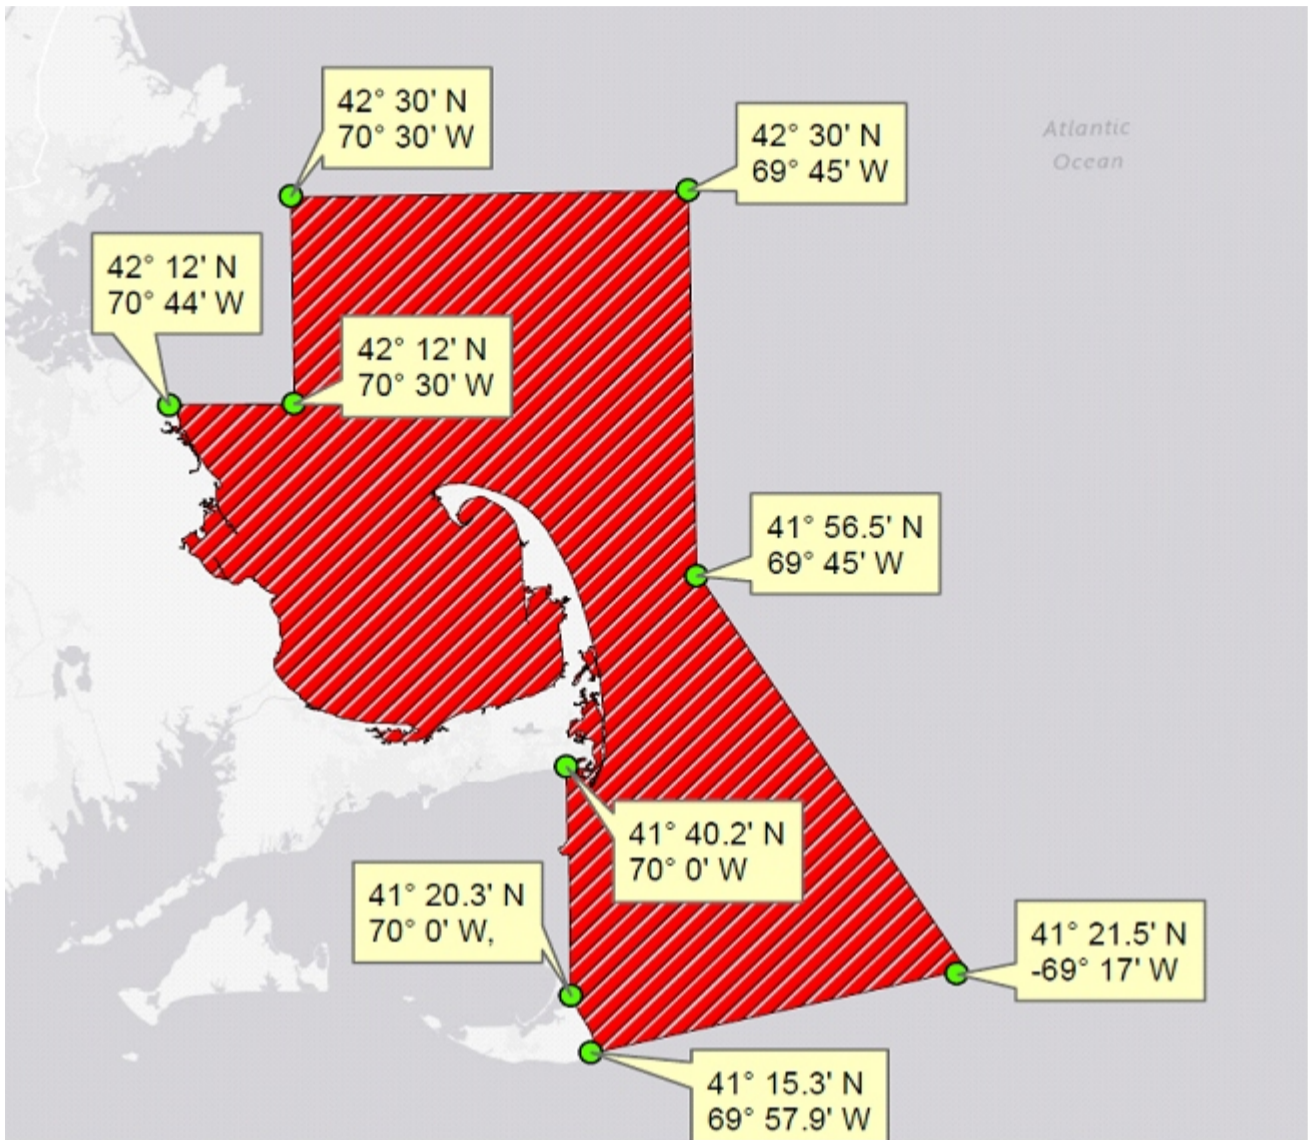 42° 30' N
70° 30' W
42° 30' N
69° 45' W
Atlantic
Ocean
42° 12' N
70° 44' W
42° 12' N
70° 30' W
41° 56.5' N
69° 45' W
41° 40.2' N
70° 0' W
41° 20.3' N
70° 0' W,
41° 21.5' N
-69° 17' W
41° 15.3' N
69° 57.9' W